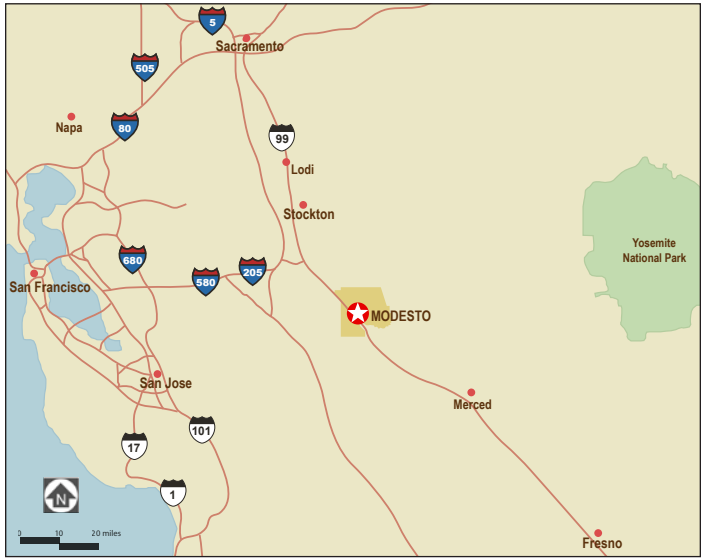 5
Sacramento
505
Napa
80
99
Lodi
Stockton
Yosemite
National Park
680
205
580
San Francisco
MODESTO
San Jose
Merced
101
17
1
N
0 10 20 miles
Fresno